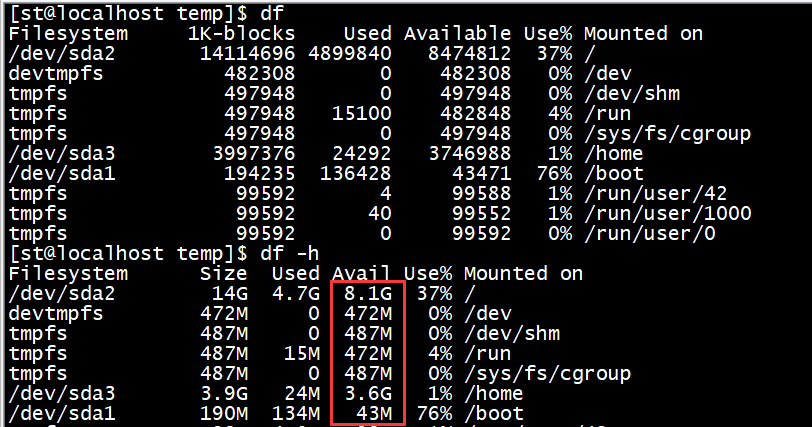 [st@localhost temp]$ df
Filesystem     1K-blocks    Used Available Use% Mounted on
/dev/sda2       14114696 4899840   8474812  37% /
devtmpfs          482308       0    482308   0% /dev
tmpfs             497948       0    497948   0% /dev/shm
tmpfs             497948   15100    482848   4% /run
tmpfs             497948       0    497948   0% /sys/fs/cgroup
/dev/sda3        3997376   24292   3746988   1% /home
/dev/sda1         194235  136428     43471  76% /boot
tmpfs              99592       4     99588   1% /run/user/42
tmpfs              99592      40     99552   1% /run/user/1000
tmpfs              99592       0     99592   0% /run/user/0
[st@localhost temp]$ df -h
Filesystem      Size  Used Avail Use% Mounted on
/dev/sda2        14G  4.7G  8.1G  37% /
devtmpfs        472M     0  472M   0% /dev
tmpfs           487M     0  487M   0% /dev/shm
tmpfs           487M   15M  472M   4% /run
tmpfs           487M     0  487M   0% /sys/fs/cgroup
/dev/sda3       3.9G   24M  3.6G   1% /home
/dev/sda1       190M  134M   43M  76% /boot